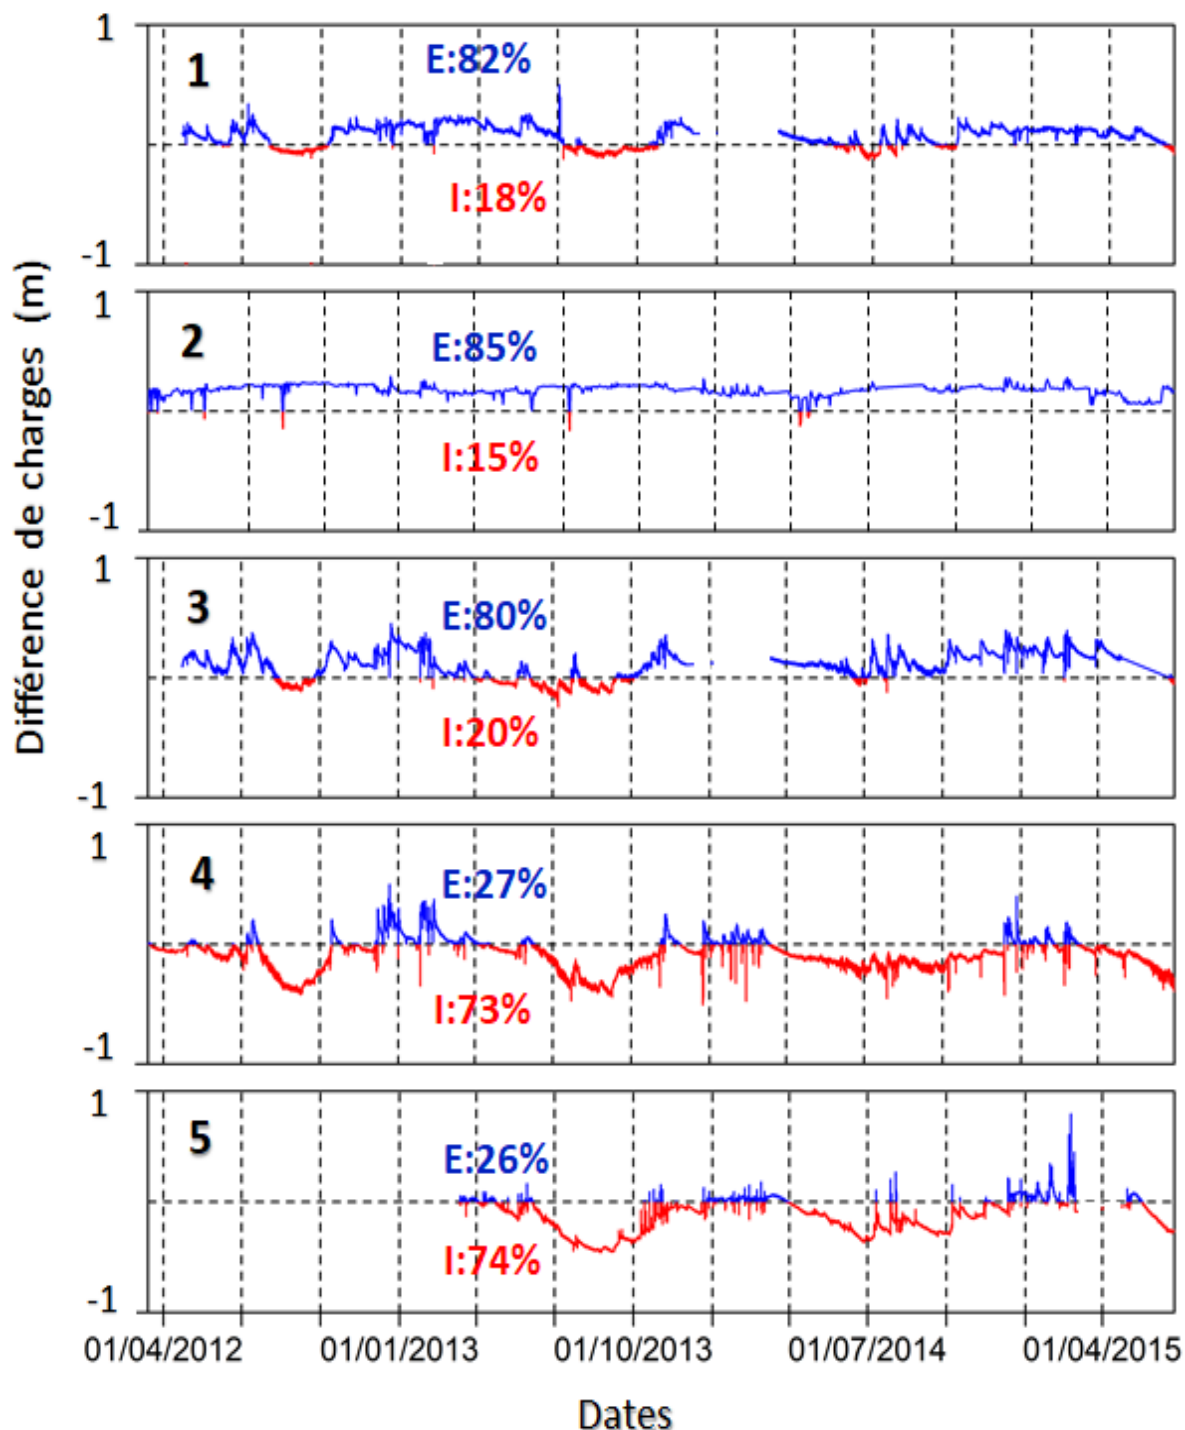 Différence de charges (m)
1
1
E:82%
I:18%
-1
1
2
E:85%
I:15%
-1
1
3
E:80%
I:20%
-1
1
4
E:27%
I:73%
-1
1
5
E:26%
I:74%
-1
01/04/2012 01/01/2013 01/10/2013 01/07/2014 01/04/2015
Dates